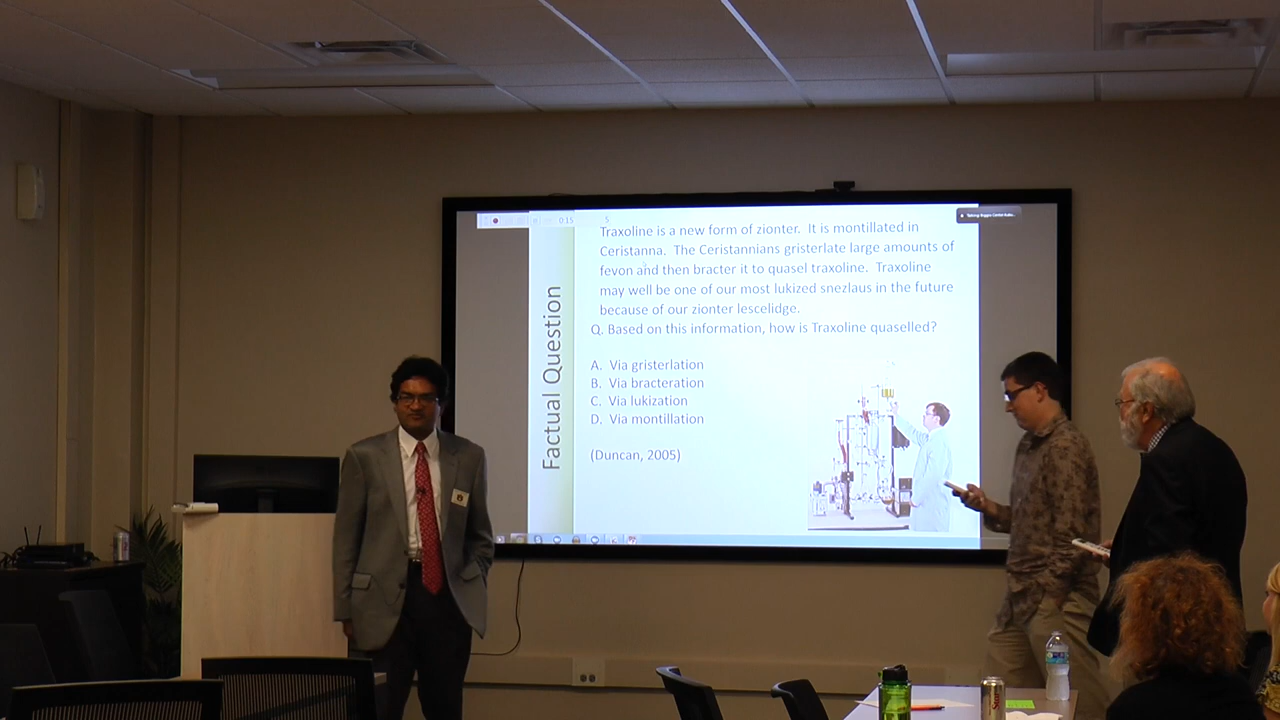 0:15 5
Traxoline is a new form of zionter. It is montillated in
Ceristanna. The Ceristannians gristerlate large amounts of
fevon and then bracter it to quasel traxoline. Traxoline
may well be one of our most lukized snezlaus in the future
because of our zionter lescelidge.
Q. Based on this information, how is Traxoline quaselled?
A. Via gristerlation
B. Via bracteration
C. Via lukization
D. Via montillation
(Duncan, 2005)
Factual Question